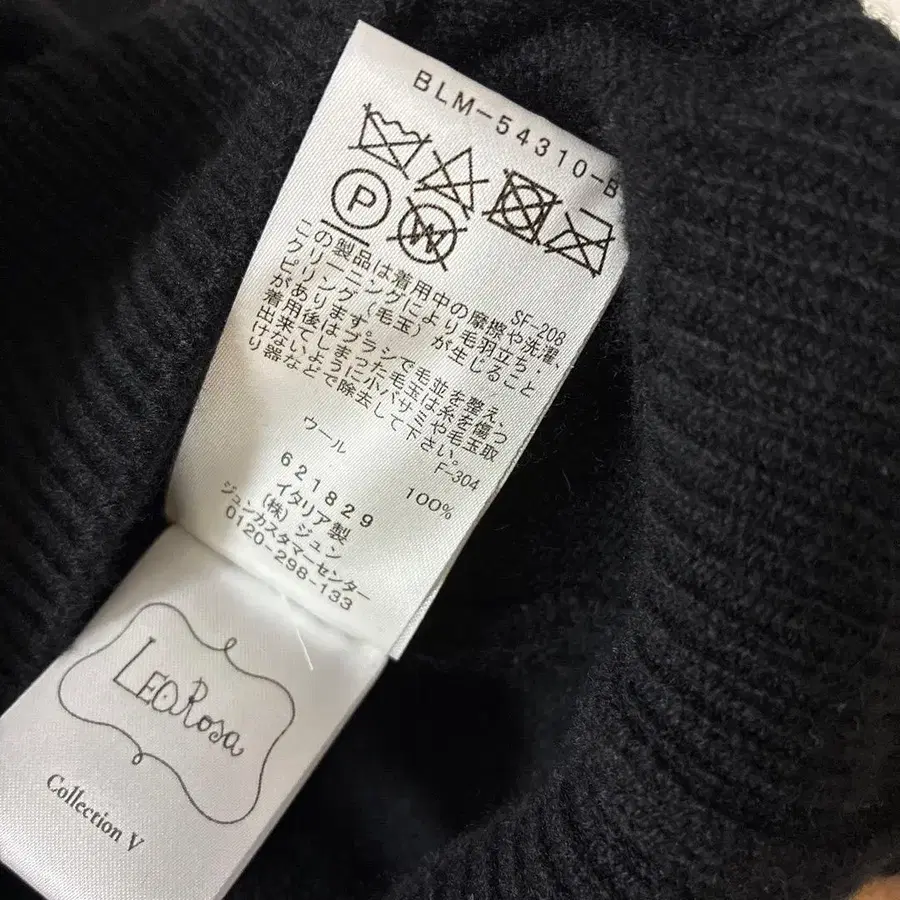 BLM-54310-B
P
W
SF-208
この製品は着用中の摩擦や洗濯、
クリーニングにより毛羽立ち・
ピリング(毛玉)が生じること
があります。
着用後はブラシで毛並を整え、
出来てしまった毛玉は糸を傷つ
けないように小バサミや毛玉取
り器などで除去して下さい。
F-304
ウール 100%
621829
イタリア製
(株)ジュン
ジュンカスタマーセンター
0120-298-133
LEO Rosa
Collection V